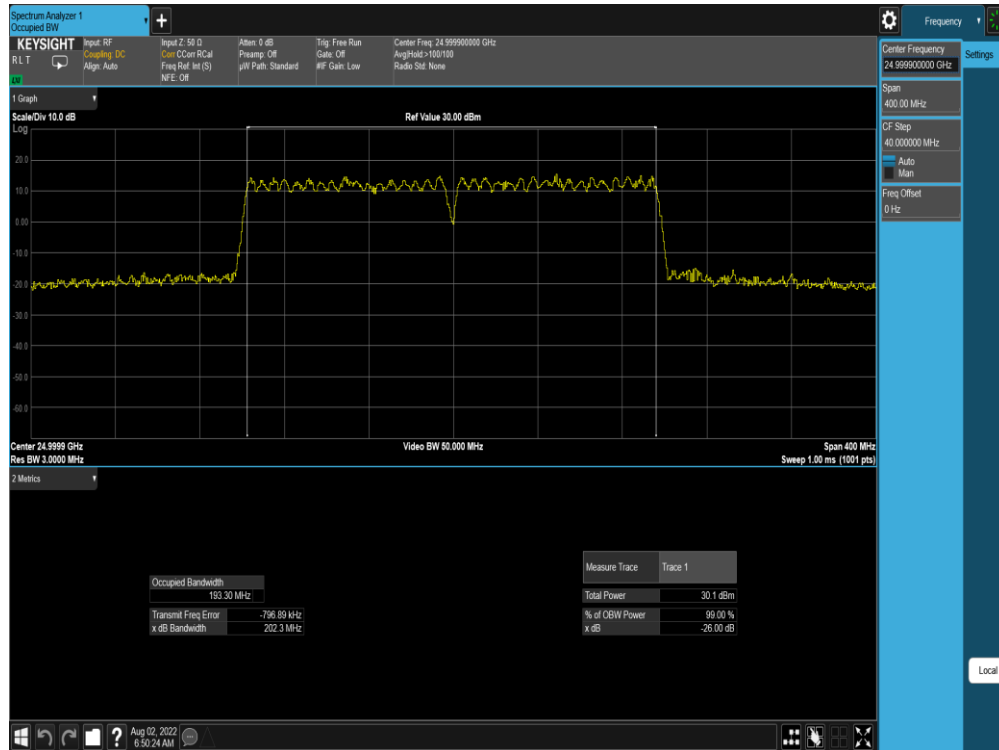 Spectrum Analyzer 1
Occupied BW
Frequency
KEYSIGHT
R L T
LW
Input: RF
Coupling: DC
Align: Auto
Input Z: 50 Ω
Corr CCorr RCal
Freq Ref: Int (S)
NFE: Off
Atten: 0 dB
Preamp: Off
µW Path: Standard
Trig: Free Run
Gate: Off
#IF Gain: Low
Center Freq: 24.999900000 GHz
Avg|Hold:>100/100
Radio Std: None
Center Frequency
24.999900000 GHz
Settings
Span
400.00 MHz
CF Step
40.000000 MHz
Auto
Man
Freq Offset
0 Hz
1 Graph
Scale/Div 10.0 dB
Ref Value 30.00 dBm
Log
20.0
10.0
0.00
-10.0
-20.0
-30.0
-40.0
-50.0
-60.0
Center 24.9999 GHz
Video BW 50.000 MHz
Span 400 MHz
Res BW 3.0000 MHz
Sweep 1.00 ms (1001 pts)
2 Metrics
Occupied Bandwidth
193.30 MHz
Transmit Freq Error -796.89 kHz
x dB Bandwidth 202.3 MHz
Measure Trace Trace 1
Total Power 30.1 dBm
% of OBW Power 99.00 %
x dB -26.00 dB
Local
Aug 02, 2022
6:50:24 AM